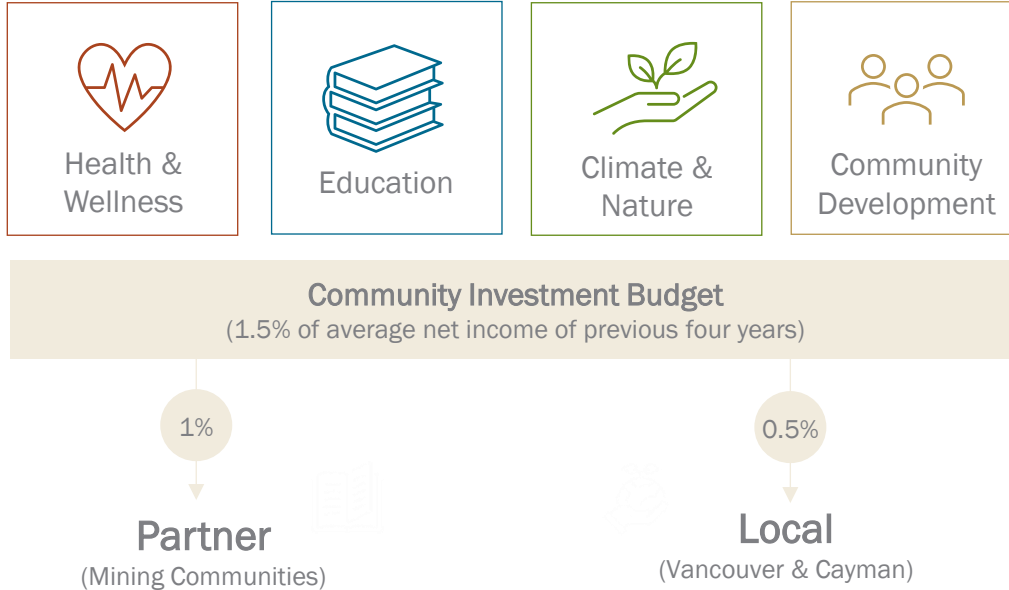 Health &
Wellness
Education
Climate &
Nature
Community
Development
Community Investment Budget
(1.5% of average net income of previous four years)
1%
0.5%
Partner
(Mining Communities)
Local
(Vancouver & Cayman)